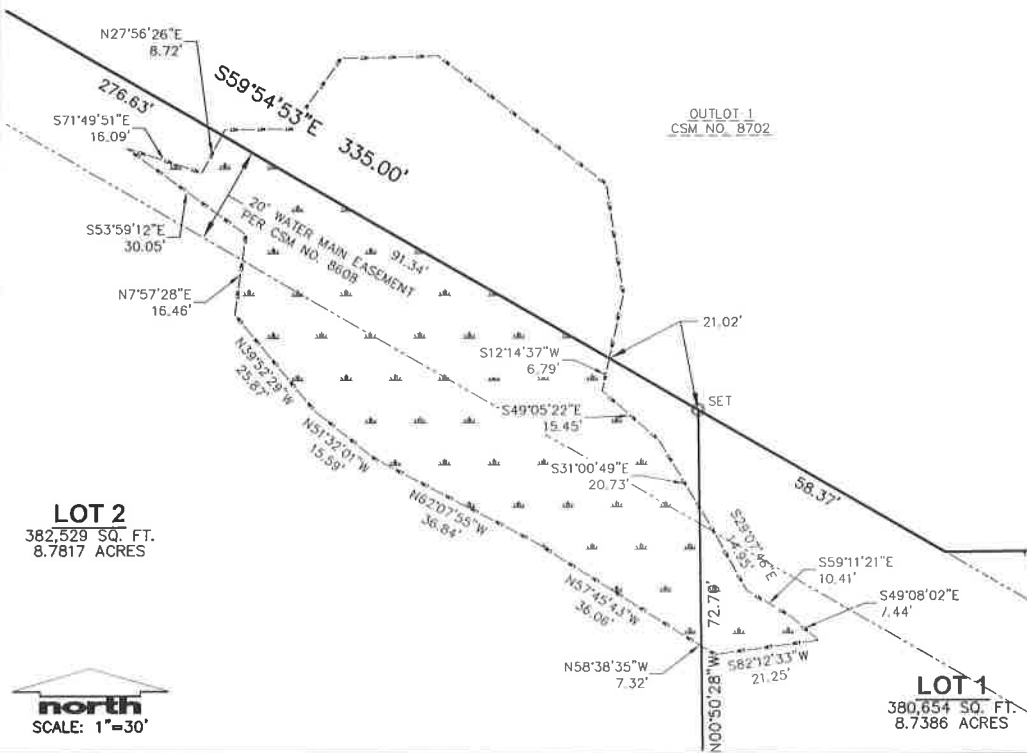 N27°56'26"E
8.72'
S59°54'53"E 335.00'
276.63'
OUTLOT 1
CSM NO. 8702
S71°49'51"E
16.09'
20' WATER MAIN EASEMENT
PER CSM NO. 8608
91.34'
S53°59'12"E
30.05'
N7°57'28"E
16.46'
21.02'
S12°14'37"W
6.79'
SET
N39°52'29"W
25.87'
S49°05'22"E
15.45'
N51°32'01"W
15.59'
S31°00'49"E
20.73'
58.37'
N62°07'55"W
36.84'
LOT 2
382,529 SQ. FT.
8.7817 ACRES
S29°07'46"E
14.95'
S59°11'21"E
10.41'
N57°45'43"W
36.06'
S49°08'02"E
7.44'
N00°50'28"W 72.76'
N58°38'35"W
7.32'
S82°12'33"W
21.25'
LOT 1
380,654 SQ. FT.
8.7386 ACRES
north
SCALE: 1"=30'